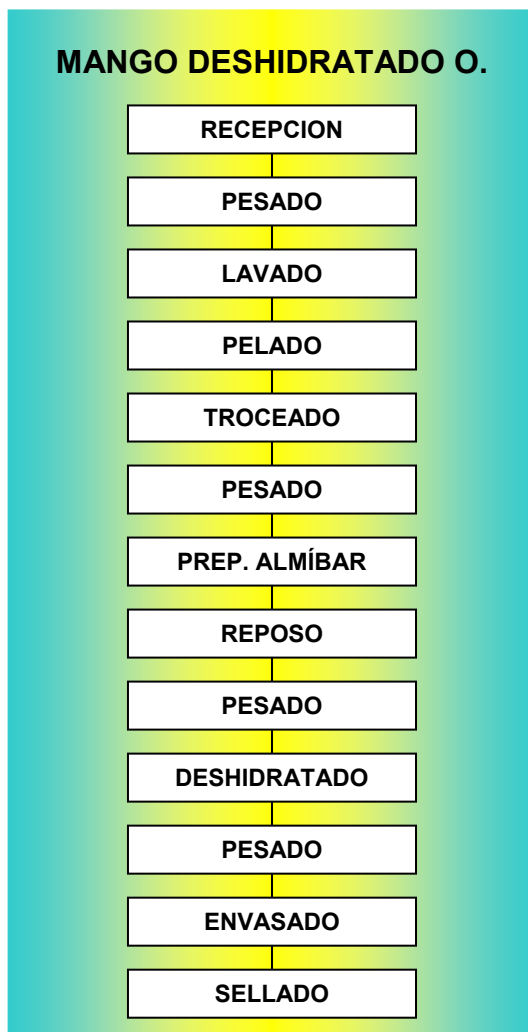 MANGO DESHIDRATADO O.
RECEPCION
PESADO
LAVADO
PELADO
TROCEADO
PESADO
PREP. ALMÍBAR
REPOSO
PESADO
DESHIDRATADO
PESADO
ENVASADO
SELLADO